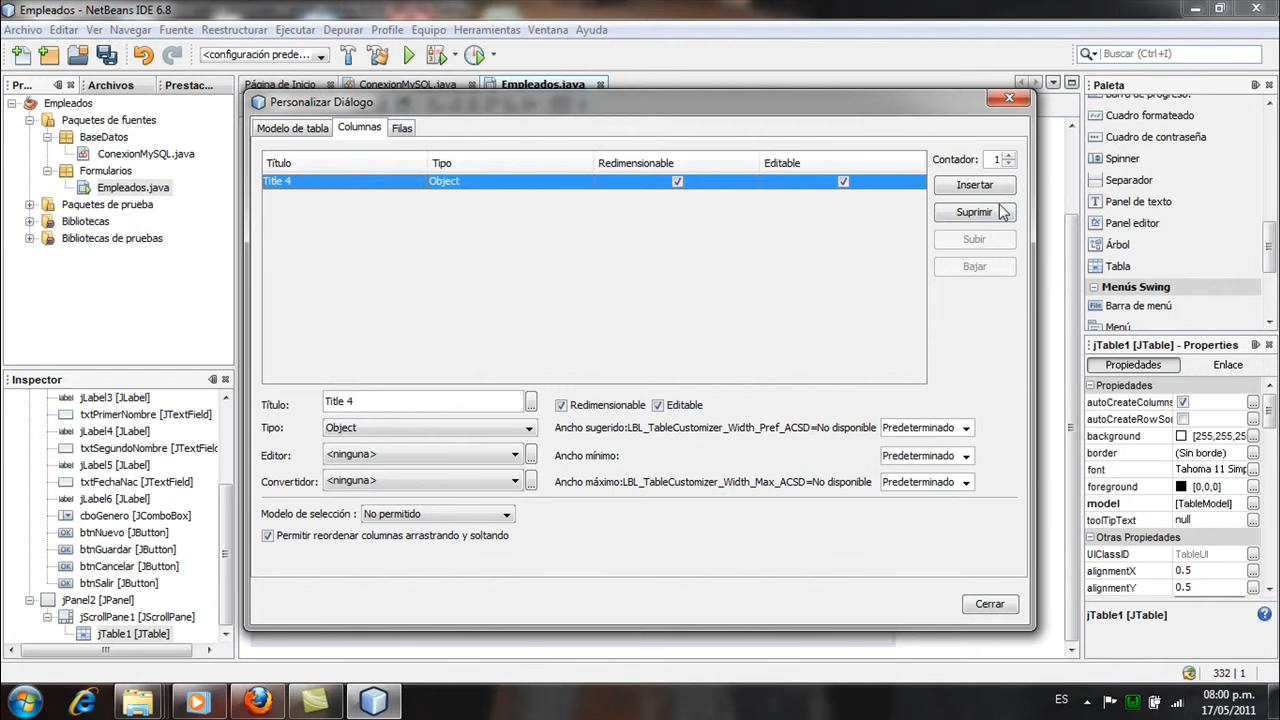 Empleados - NetBeans IDE 6.8
Archivo Editar Ver Navegar Fuente Reestructurar Ejecutar Depurar Profile Equipo Herramientas Ventana Ayuda
<configuración prede...
Buscar (Ctrl+I)
Pr... Archivos Prestac...
Página de Inicio ConexionMySQL.java Empleados.java
Paleta
Empleados
Paquetes de fuentes
BaseDatos
ConexionMySQL.java
Formularios
Empleados.java
Paquetes de prueba
Bibliotecas
Bibliotecas de pruebas
Personalizar Diálogo
Modelo de tabla Columnas Filas
Título Tipo Redimensionable Editable
Title 4 Object
Contador: 1
Insertar
Suprimir
Subir
Bajar
Título: Title 4 ...
Redimensionable Editable
Tipo: Object
Ancho sugerido:LBL_TableCustomizer_Width_Pref_ACSD=No disponible Predeterminado
Editor: <ninguna> ...
Ancho mínimo: Predeterminado
Convertidor: <ninguna> ...
Ancho máximo:LBL_TableCustomizer_Width_Max_ACSD=No disponible Predeterminado
Modelo de selección : No permitido
Permitir reordenar columnas arrastrando y soltando
Cerrar
Barra de progreso.
Cuadro formateado
Cuadro de contraseña
Spinner
Separador
Panel de texto
Panel editor
Árbol
Tabla
Menús Swing
Barra de menú
Menú
jTable1 [JTable] - Properties
Propiedades Enlace
Propiedades
autoCreateColumns
autoCreateRowSor
background [255,255,25
border (Sin borde)
font Tahoma 11 Simp
foreground [0,0,0]
model [TableModel]
toolTipText null
Otras Propiedades
UIClassID TableUI
alignmentX 0.5
alignmentY 0.5
jTable1 [JTable]
Inspector
jLabel3 [JLabel]
txtPrimerNombre [JTextField]
jLabel4 [JLabel]
txtSegundoNombre [JTextField]
jLabel5 [JLabel]
txtFechaNac [JTextField]
jLabel6 [JLabel]
cboGenero [JComboBox]
btnNuevo [JButton]
btnGuardar [JButton]
btnCancelar [JButton]
btnSalir [JButton]
jPanel2 [JPanel]
jScrollPane1 [JScrollPane]
jTable1 [JTable]
332 | 1
ES
08:00 p.m.
17/05/2011